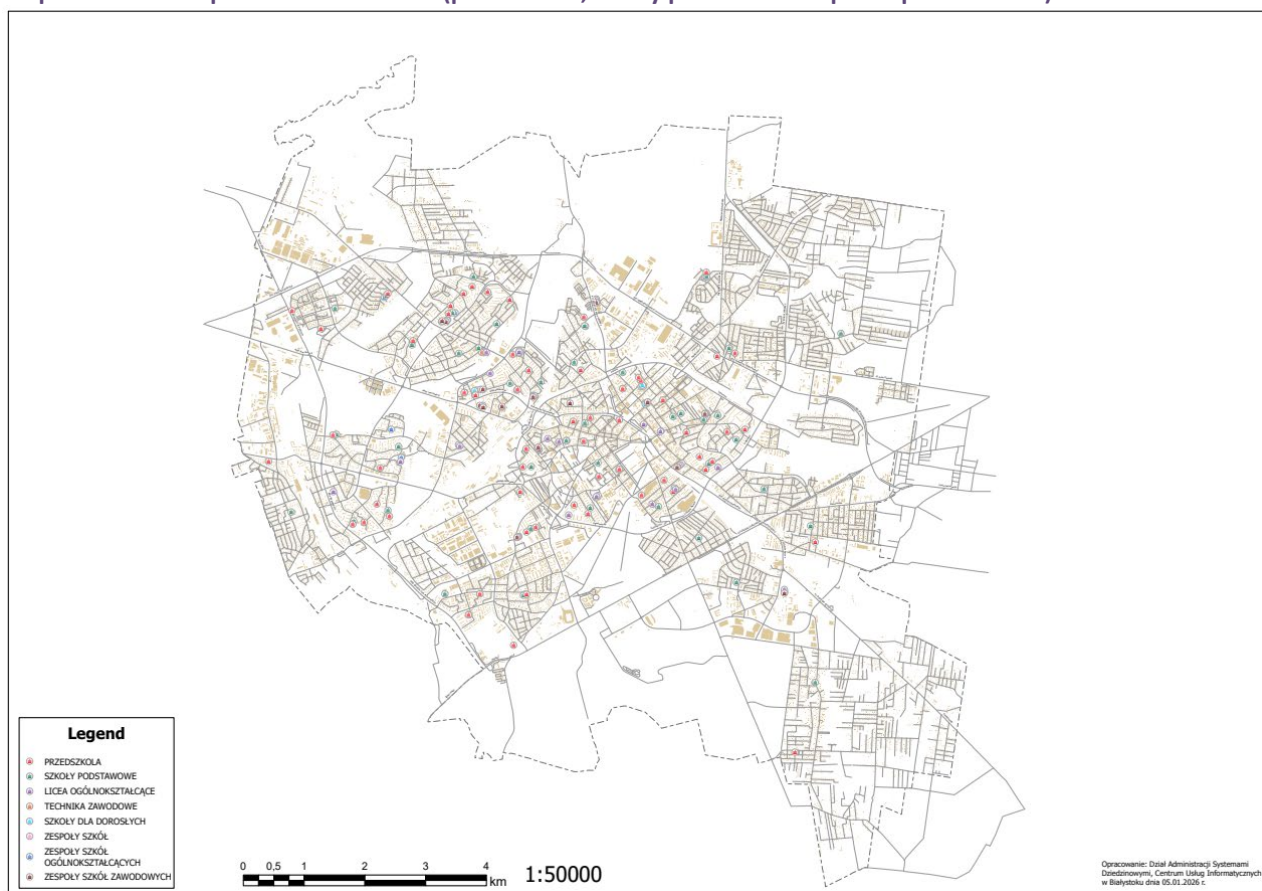 Legend
PRZEDSZKOLA
SZKOŁY PODSTAWOWE
LICEA OGÓLNOKSZTAŁCĄCE
TECHNIKA ZAWODOWE
SZKOŁY DLA DOROSŁYCH
ZESPOŁY SZKÓŁ
ZESPOŁY SZKÓŁ
OGÓLNOKSZTAŁCĄCYCH
ZESPOŁY SZKÓŁ ZAWODOWYCH
0 0,5 1 2 3 4
km
1:50000
Opracowanie: Dział Administracji Systemami
Dziedzinowymi, Centrum Usług Informatycznych
w Białymstoku dnia 05.01.2026 r.